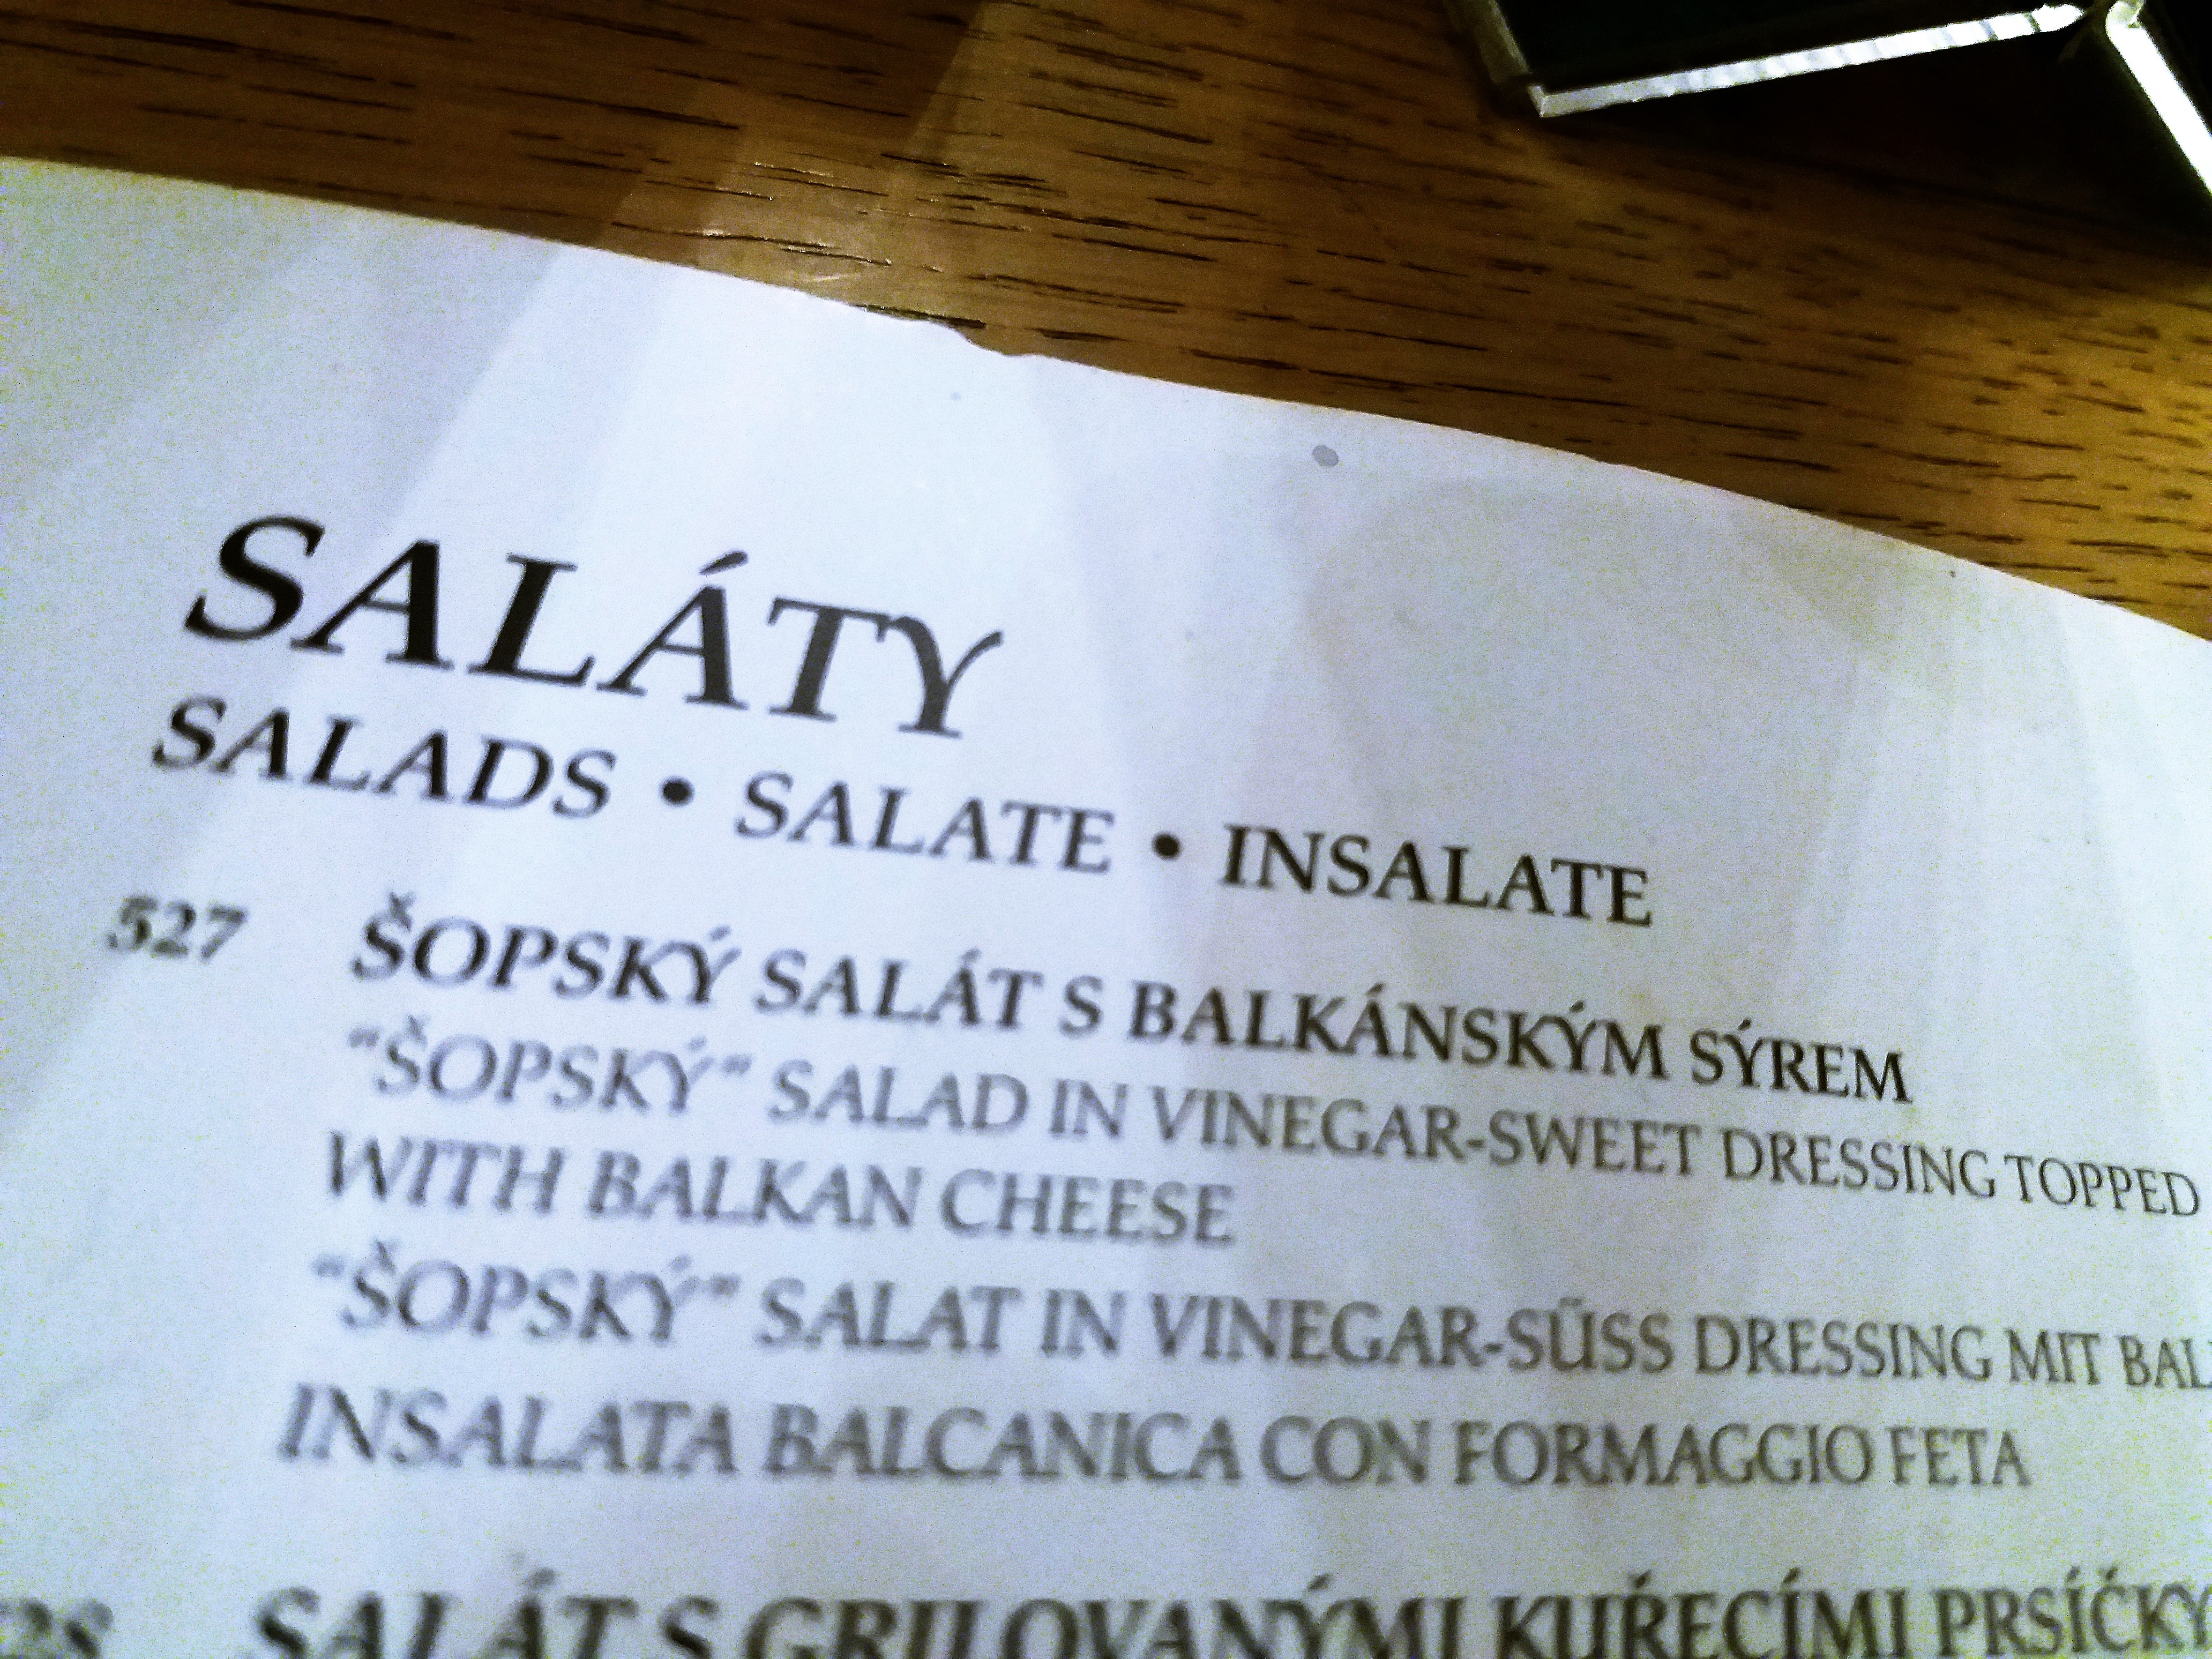 SALÁTY
SALADS • SALATE • INSALATE
527 ŠOPSKÝ SALÁT S BALKÁNSKÝM SÝREM
"ŠOPSKÝ" SALAD IN VINEGAR-SWEET DRESSING TOPPED
WITH BALKAN CHEESE
"ŠOPSKÝ" SALAT IN VINEGAR-SÜSS DRESSING MIT BAL
INSALATA BALCANICA CON FORMAGGIO FETA
SALÁT S GRILOVANÝMI KUŘECÍMI PRSÍČKY